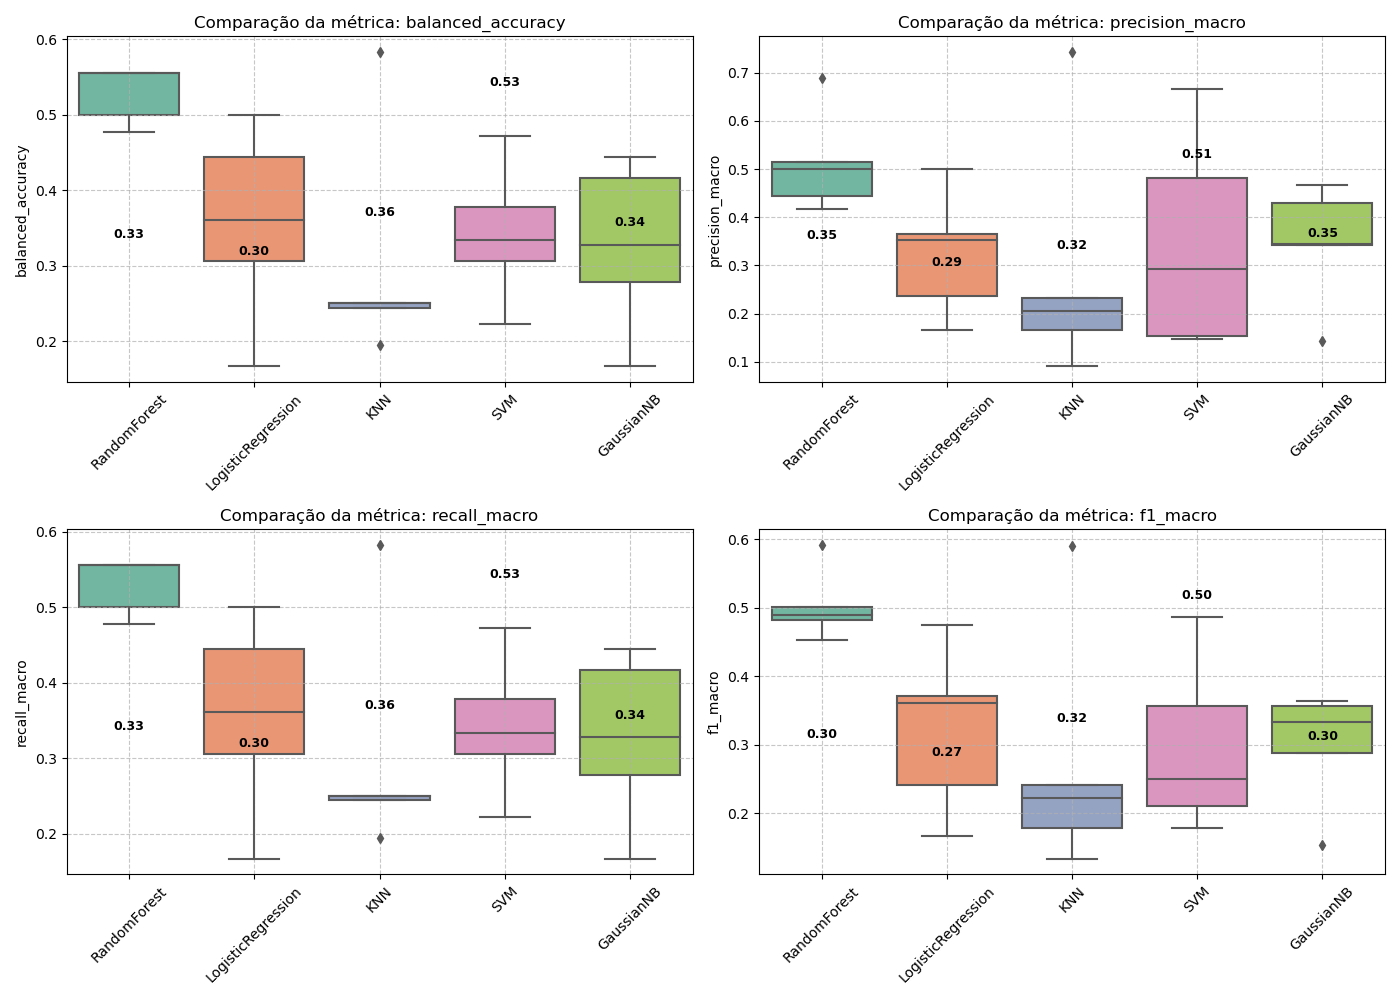 Comparação da métrica: balanced_accuracy
balanced_accuracy
0.6
0.5
0.4
0.3
0.2
0.33
0.30
0.36
0.53
0.34
RandomForest
LogisticRegression
KNN
SVM
GaussianNB
Comparação da métrica: precision_macro
precision_macro
0.7
0.6
0.5
0.4
0.3
0.2
0.1
0.35
0.29
0.32
0.51
0.35
RandomForest
LogisticRegression
KNN
SVM
GaussianNB
Comparação da métrica: recall_macro
recall_macro
0.6
0.5
0.4
0.3
0.2
0.33
0.30
0.36
0.53
0.34
RandomForest
LogisticRegression
KNN
SVM
GaussianNB
Comparação da métrica: f1_macro
f1_macro
0.6
0.5
0.4
0.3
0.2
0.30
0.27
0.32
0.50
0.30
RandomForest
LogisticRegression
KNN
SVM
GaussianNB